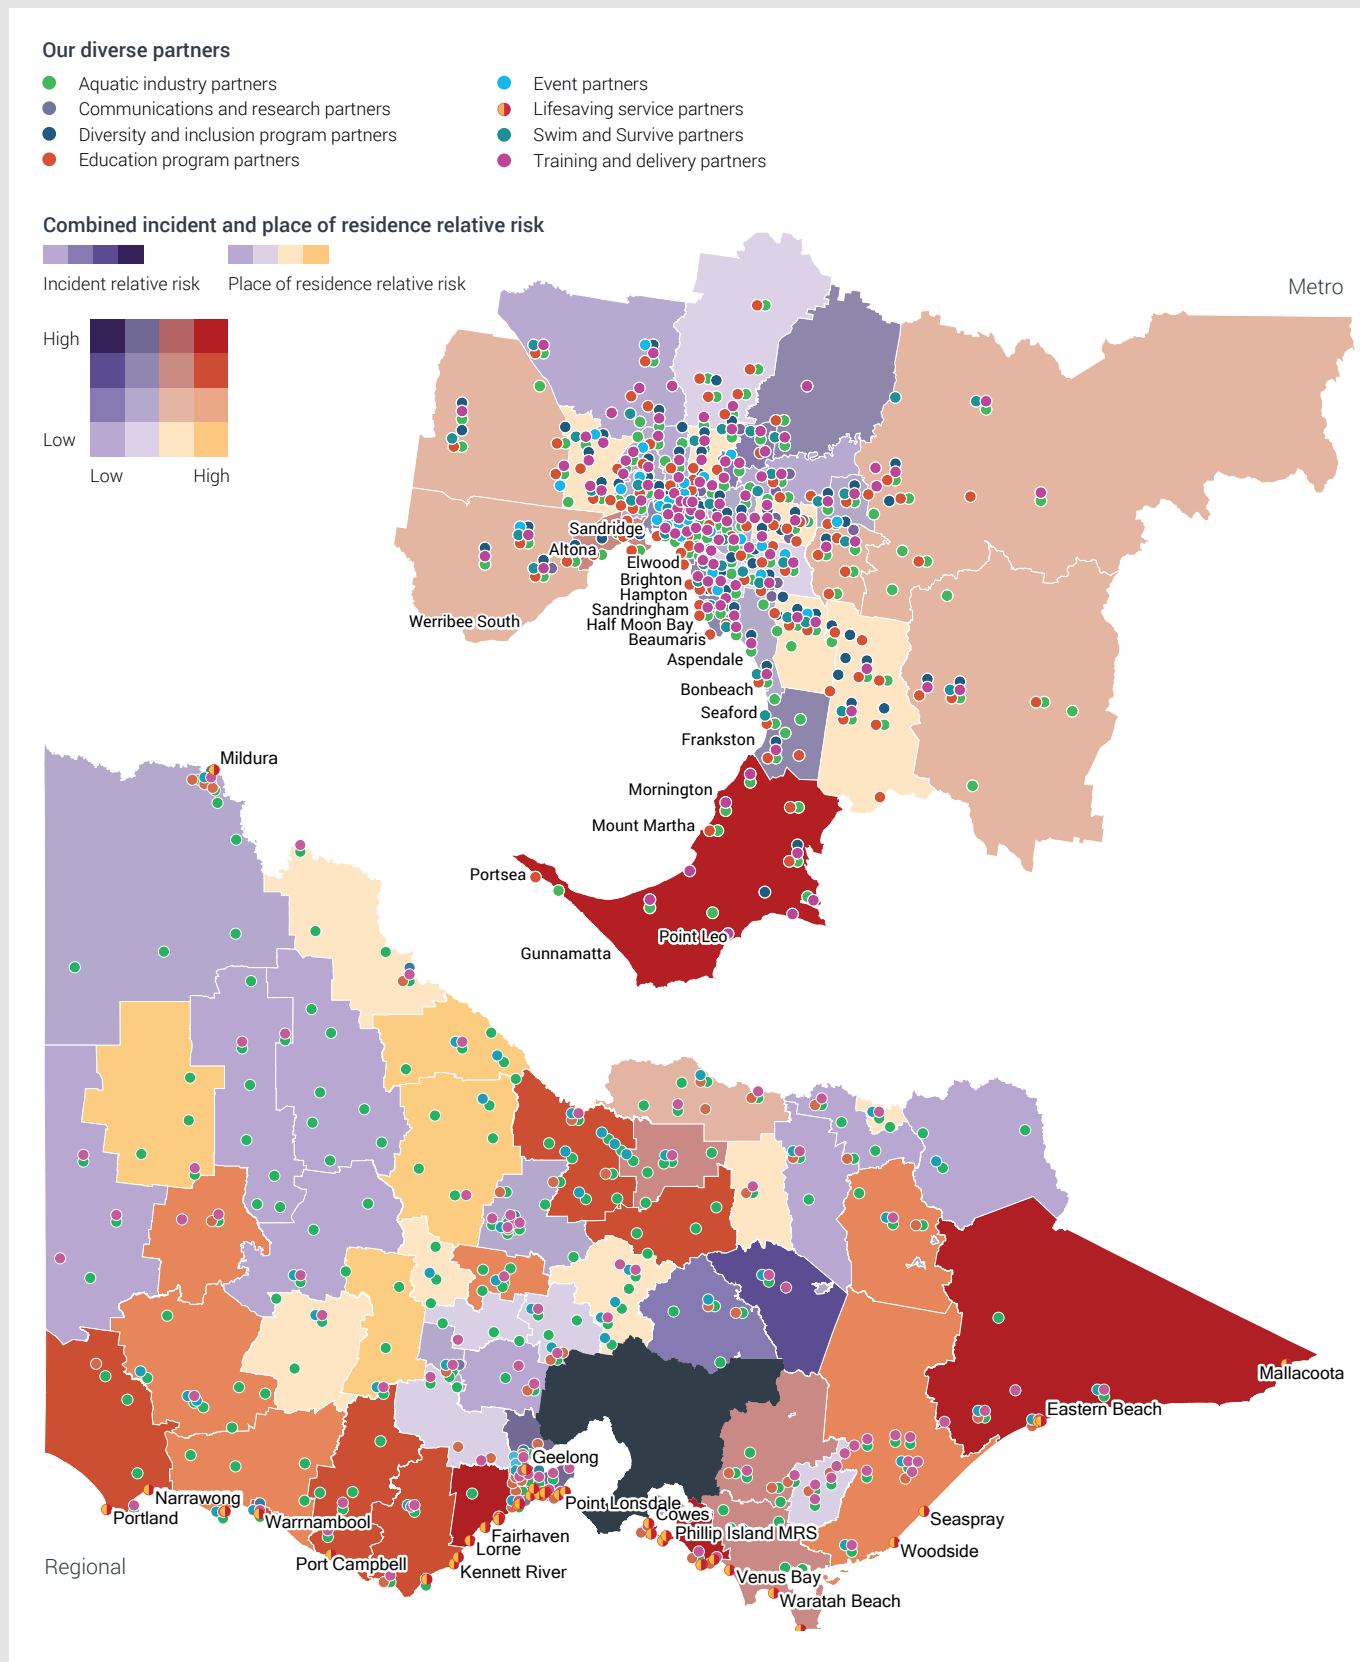 Our diverse partners
Aquatic industry partners
Communications and research partners
Diversity and inclusion program partners
Education program partners
Event partners
Lifesaving service partners
Swim and Survive partners
Training and delivery partners
Combined incident and place of residence relative risk
Incident relative risk
Place of residence relative risk
High
Low
Low
High
Metro
Sandridge
Altona
Elwood
Brighton
Hampton
Sandringham
Half Moon Bay
Beaumaris
Werribee South
Aspendale
Bonbeach
Seaford
Frankston
Mornington
Mount Martha
Portsea
Point Leo
Gunnamatta
Mildura
Mallacoota
Eastern Beach
Geelong
Point Lonsdale
Cowes
Phillip Island MRS
Narrawong
Portland
Warrnambool
Fairhaven
Lorne
Port Campbell
Kennett River
Seaspray
Woodside
Venus Bay
Waratah Beach
Regional